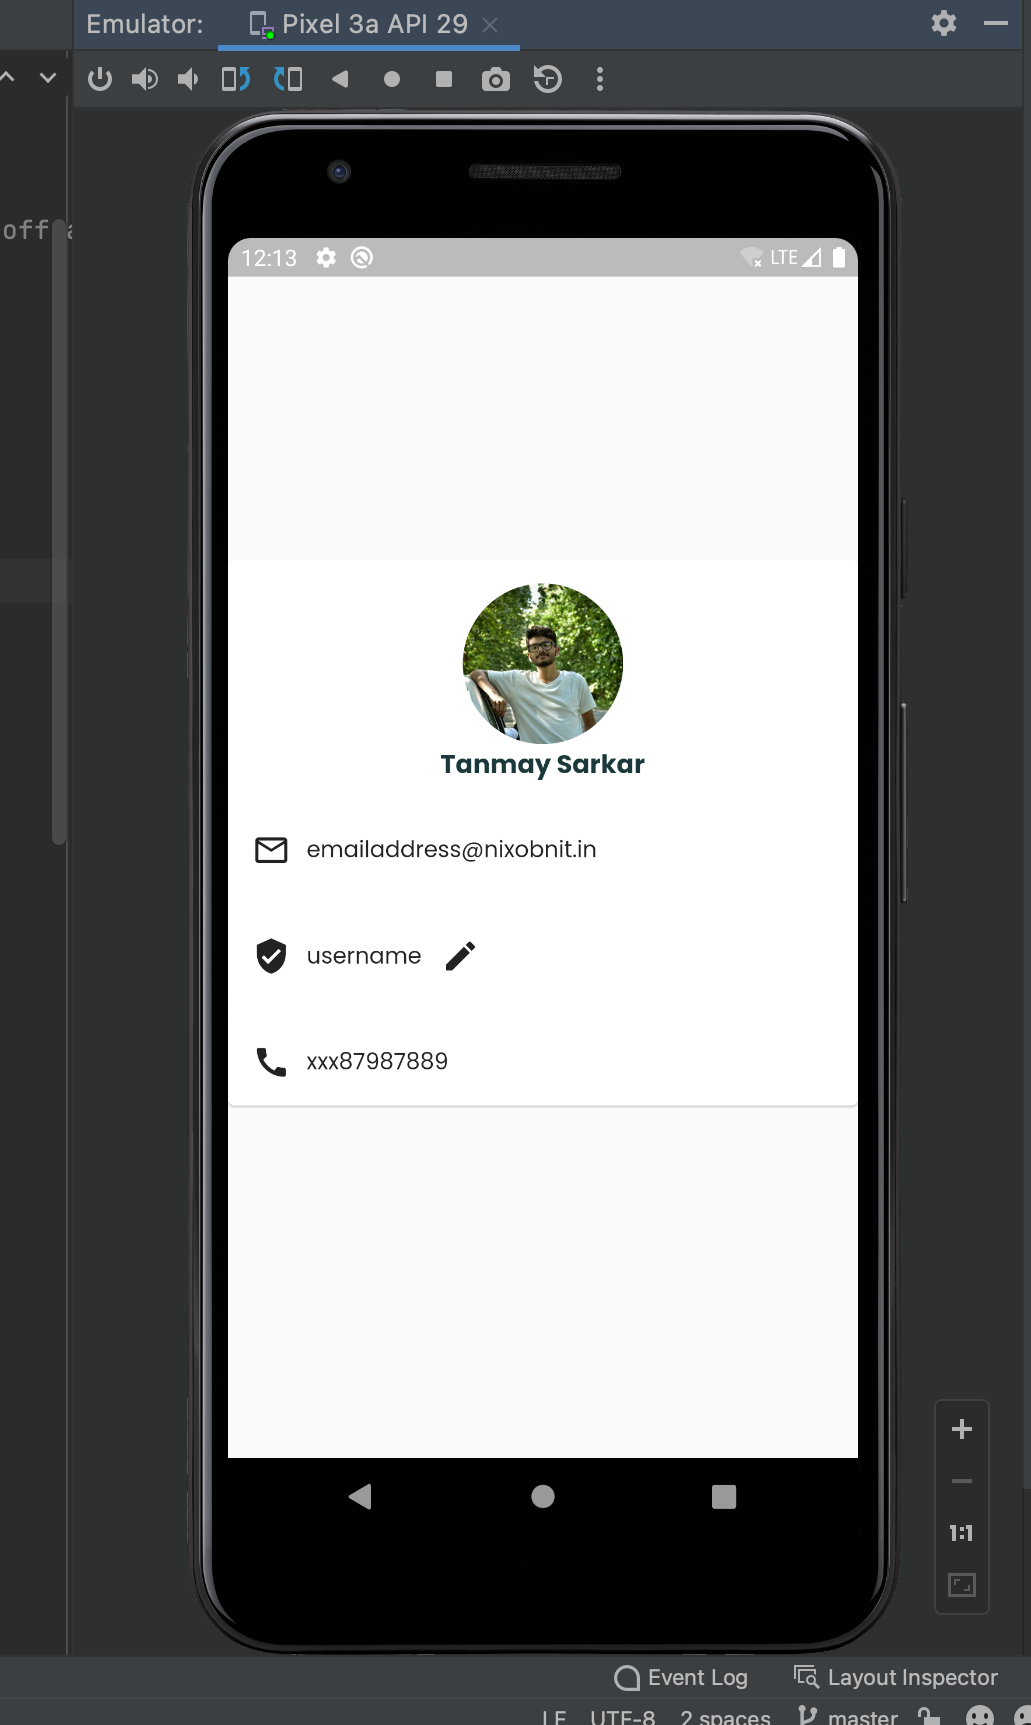 Emulator: Pixel 3a API 29
off
12:13 LTE
Tanmay Sarkar
emailaddress@nixobnit.in
username
xxx87987889
1:1
Event Log Layout Inspector
LF UTF-8 2 spaces master